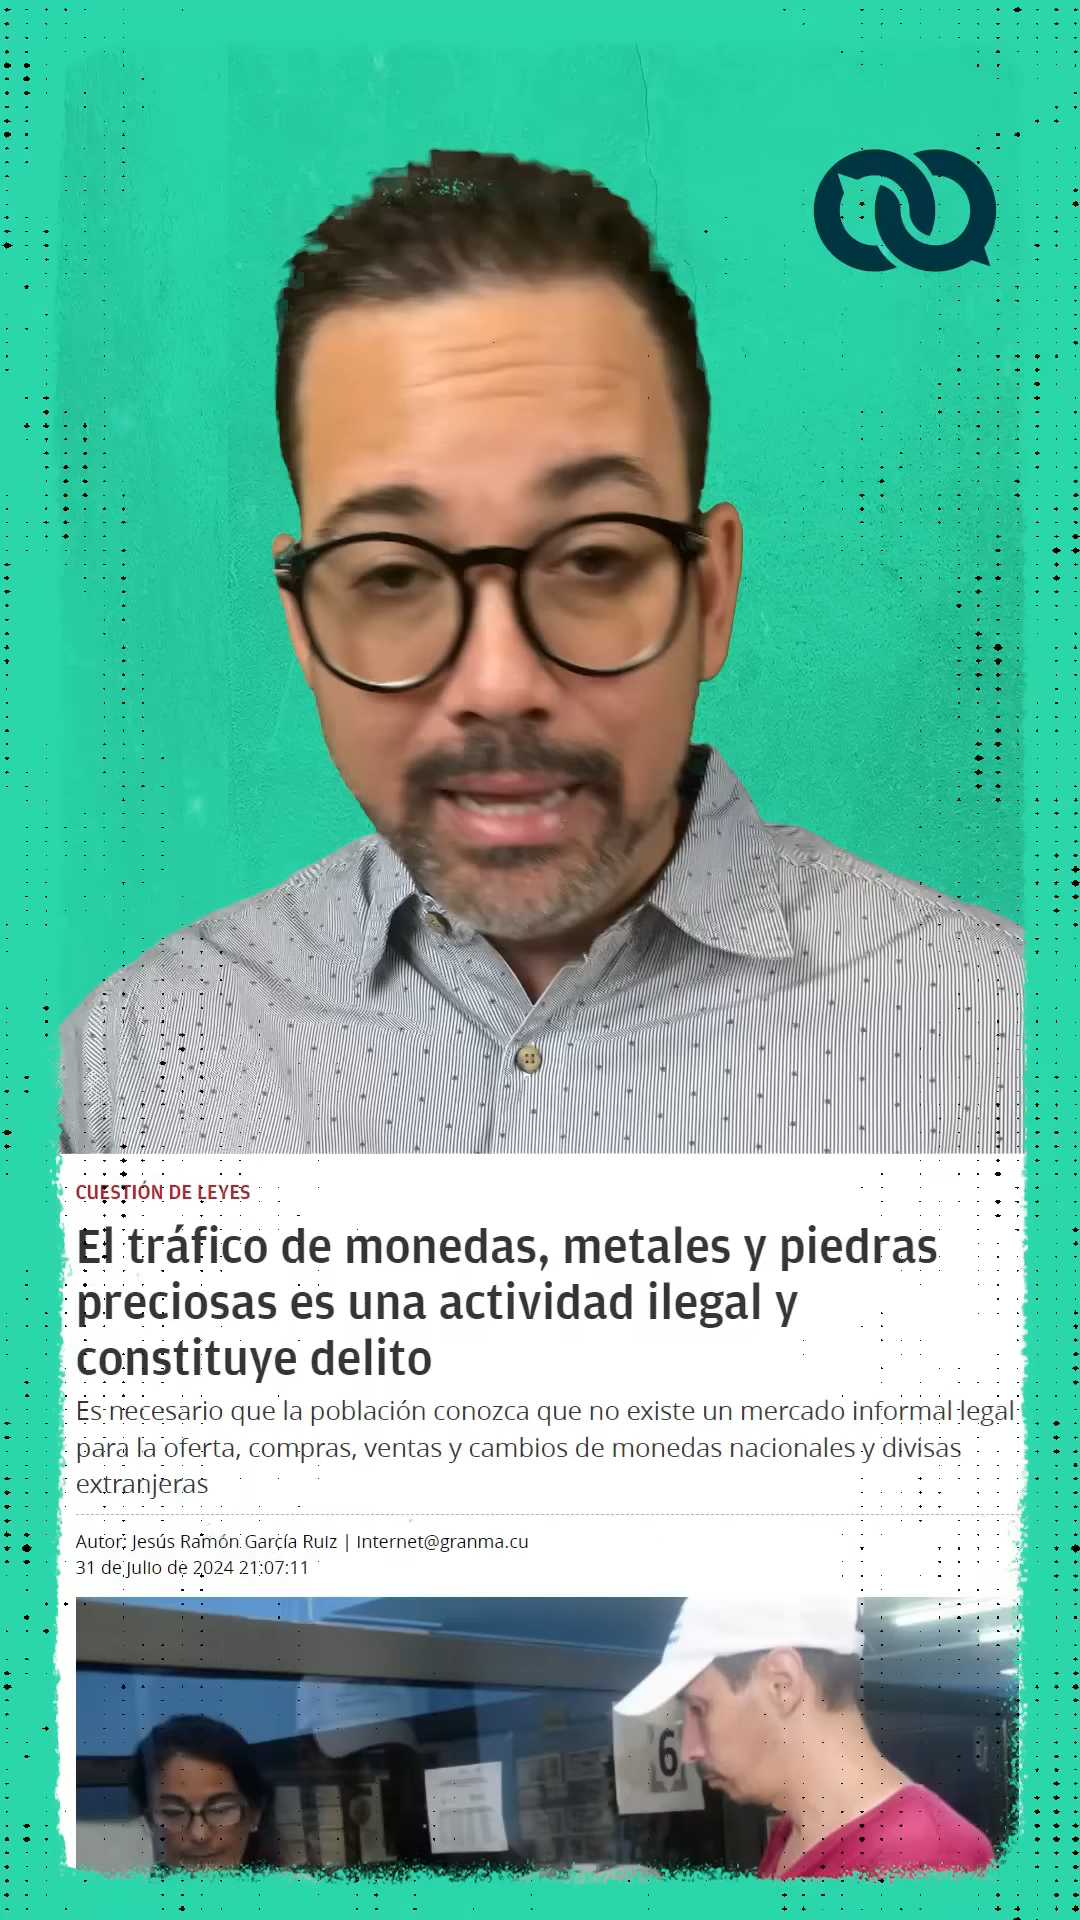 CUESTIÓN DE LEYES
El tráfico de monedas, metales y piedras
preciosas es una actividad ilegal y
constituye delito
Es necesario que la población conozca que no existe un mercado informal legal
para la oferta, compras, ventas y cambios de monedas nacionales y divisas
extranjeras
Autor: Jesús Ramón García Ruiz | internet@granma.cu
31 de julio de 2024 21:07:11
6